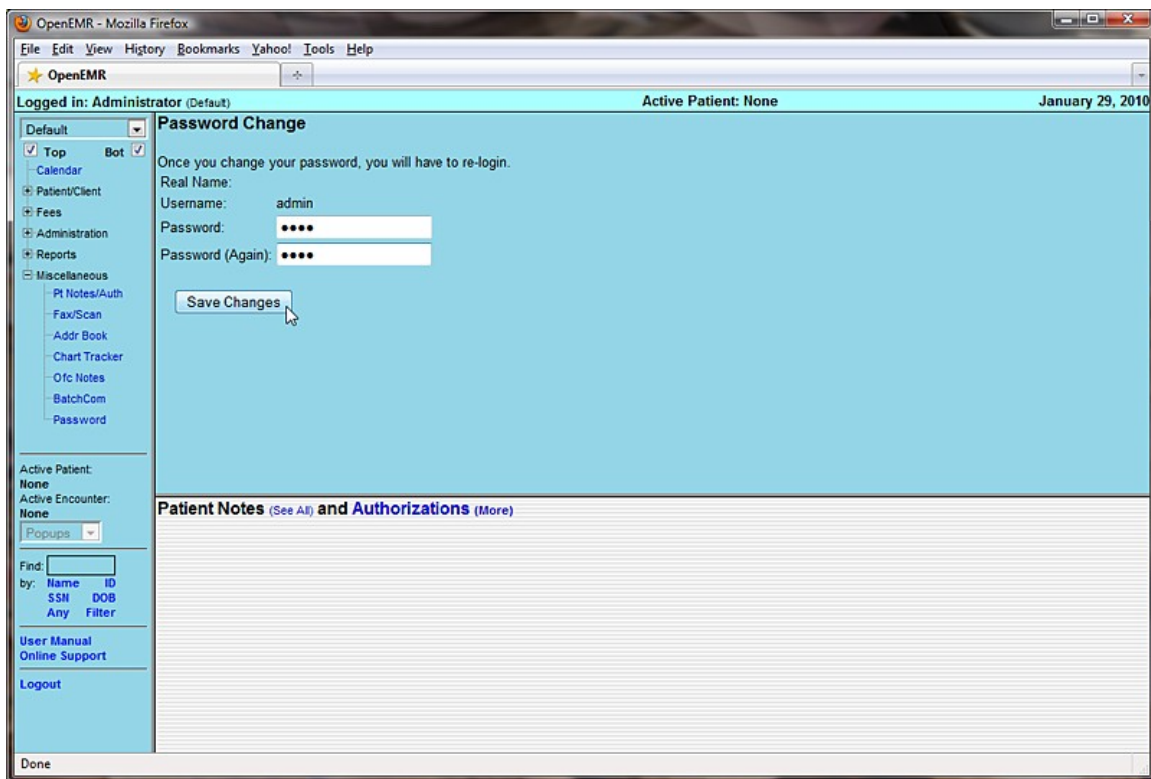 OpenEMR - Mozilla Firefox
File Edit View History Bookmarks Yahoo! Tools Help
OpenEMR
Logged in: Administrator (Default) Active Patient: None January 29, 2010
Default
Top Bot
Calendar
Patient/Client
Fees
Administration
Reports
Miscellaneous
Pt Notes/Auth
Fax/Scan
Addr Book
Chart Tracker
Ofc Notes
BatchCom
Password
Active Patient:
None
Active Encounter:
None
Popups
Find:
by: Name ID
SSN DOB
Any Filter
User Manual
Online Support
Logout
Password Change
Once you change your password, you will have to re-login.
Real Name:
Username: admin
Password: ●●●●
Password (Again): ●●●●
Save Changes
Patient Notes (See All) and Authorizations (More)
Done